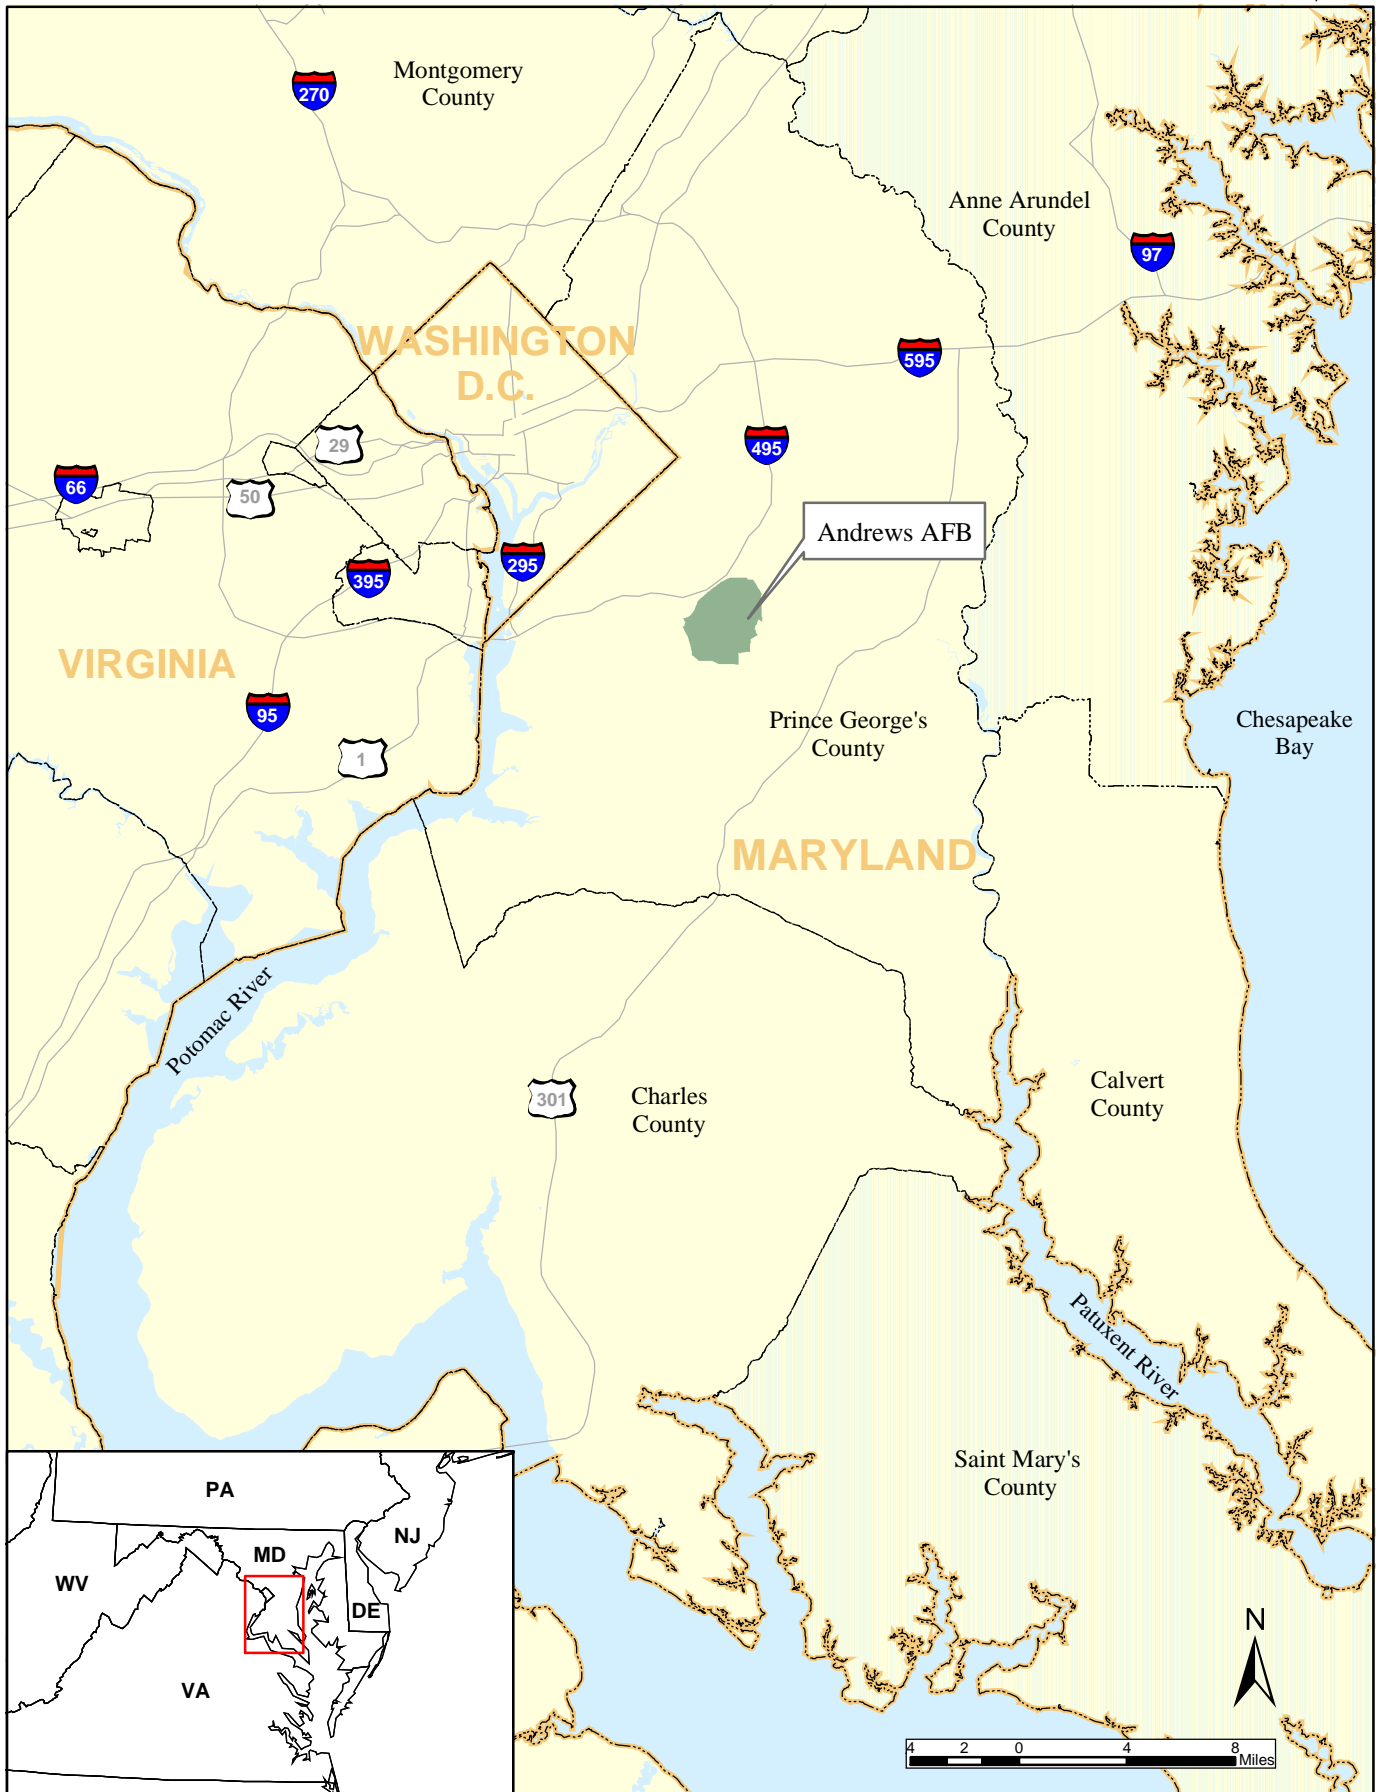 Montgomery
County
270
Anne Arundel
County
97
WASHINGTON
D.C.
595
29
495
66
50
Andrews AFB
295
395
VIRGINIA
95
Prince George's
County
Chesapeake
Bay
1
MARYLAND
Potomac River
Calvert
County
301
Charles
County
Patuxent River
Saint Mary's
County
PA
NJ
MD
WV
DE
VA
N
4 2 0 4 8
Miles